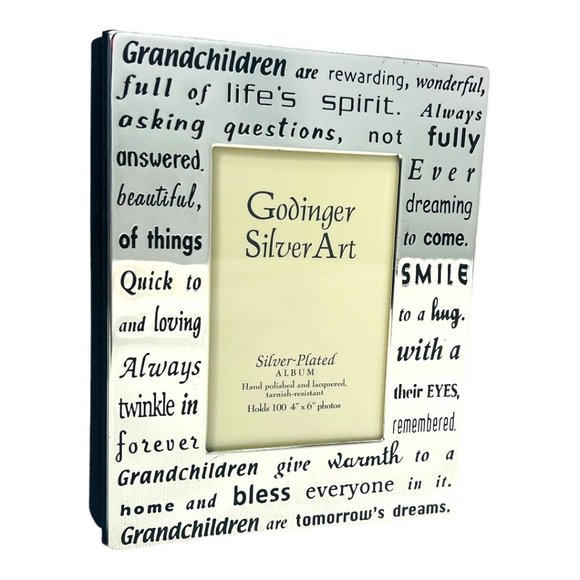 Grandchildren are rewarding, wonderful,
full of life's spirit. Always
asking questions, not fully
answered. Ever
beautiful, dreaming
of things to come.
Quick to SMILE
and loving to a hug.
Always with a
twinkle in their EYES,
forever remembered.
Grandchildren give warmth to a
home and bless everyone in it.
Grandchildren are tomorrow's dreams.
Godinger
Silver Art
Silver-Plated
ALBUM
Hand polished and lacquered,
tarnish-resistant
Holds 100 4" x 6" photos